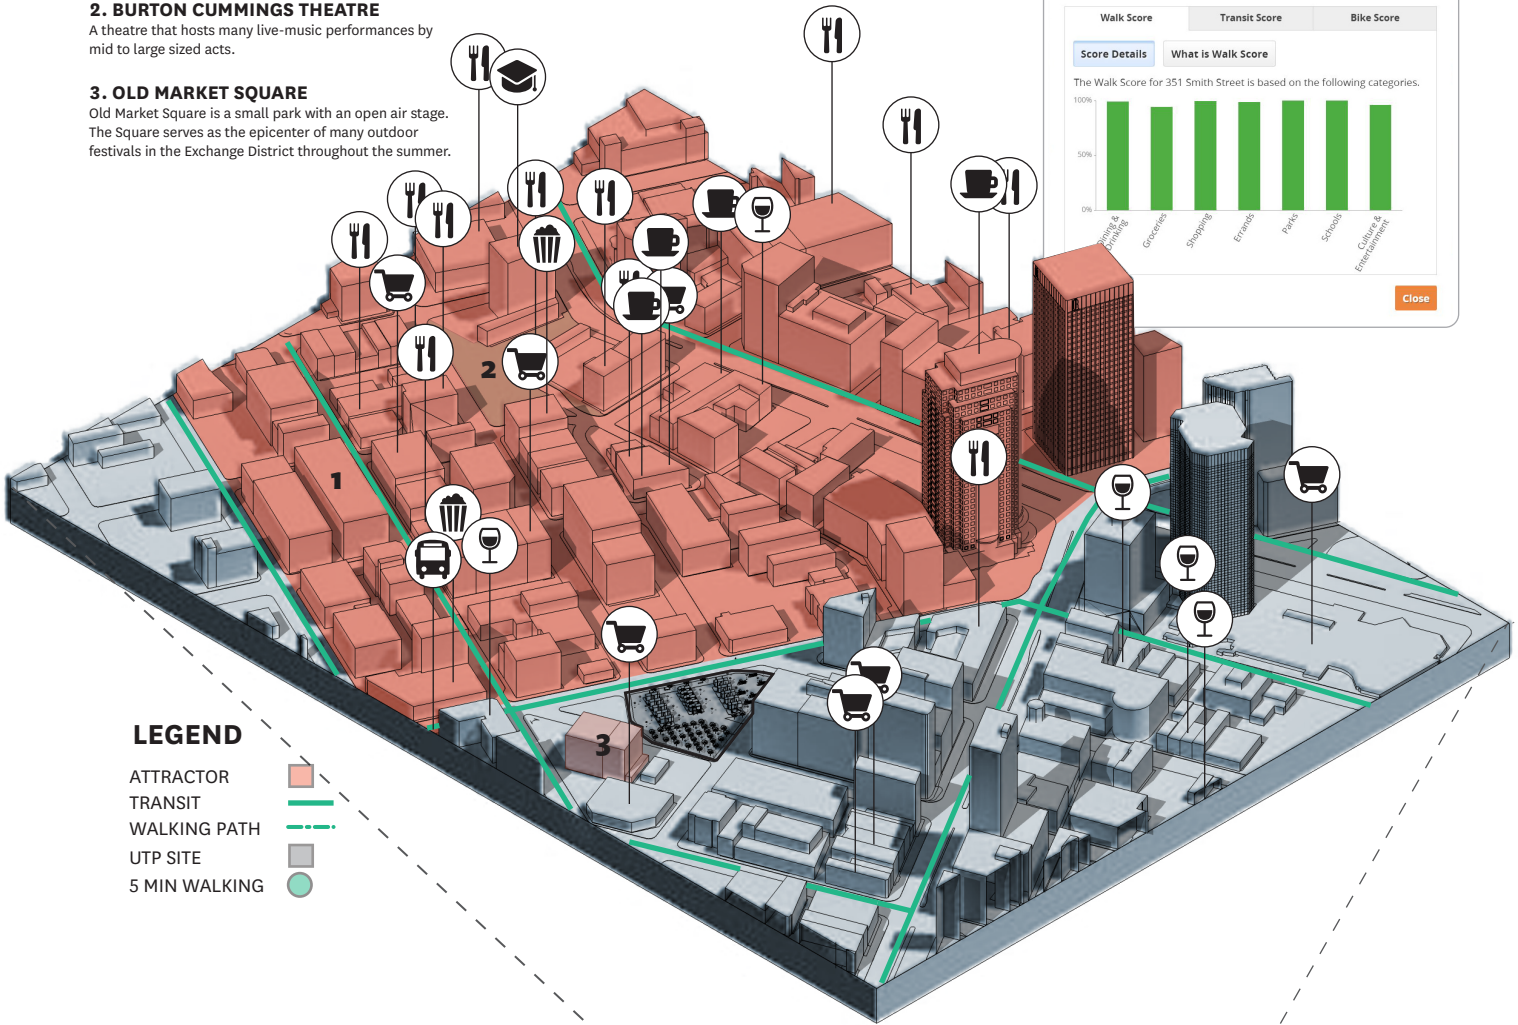 2. BURTON CUMMINGS THEATRE
A theatre that hosts many live-music performances by
mid to large sized acts.
3. OLD MARKET SQUARE
Old Market Square is a small park with an open air stage.
The Square serves as the epicenter of many outdoor
festivals in the Exchange District throughout the summer.
Walk Score
Transit Score
Bike Score
Score Details
What is Walk Score
The Walk Score for 351 Smith Street is based on the following categories.
100%
50%
0%
Dining &
Drinking
Groceries
Shopping
Errands
Parks
Schools
Culture &
Entertainment
Close
2
1
3
LEGEND
ATTRACTOR
TRANSIT
WALKING PATH
UTP SITE
5 MIN WALKING